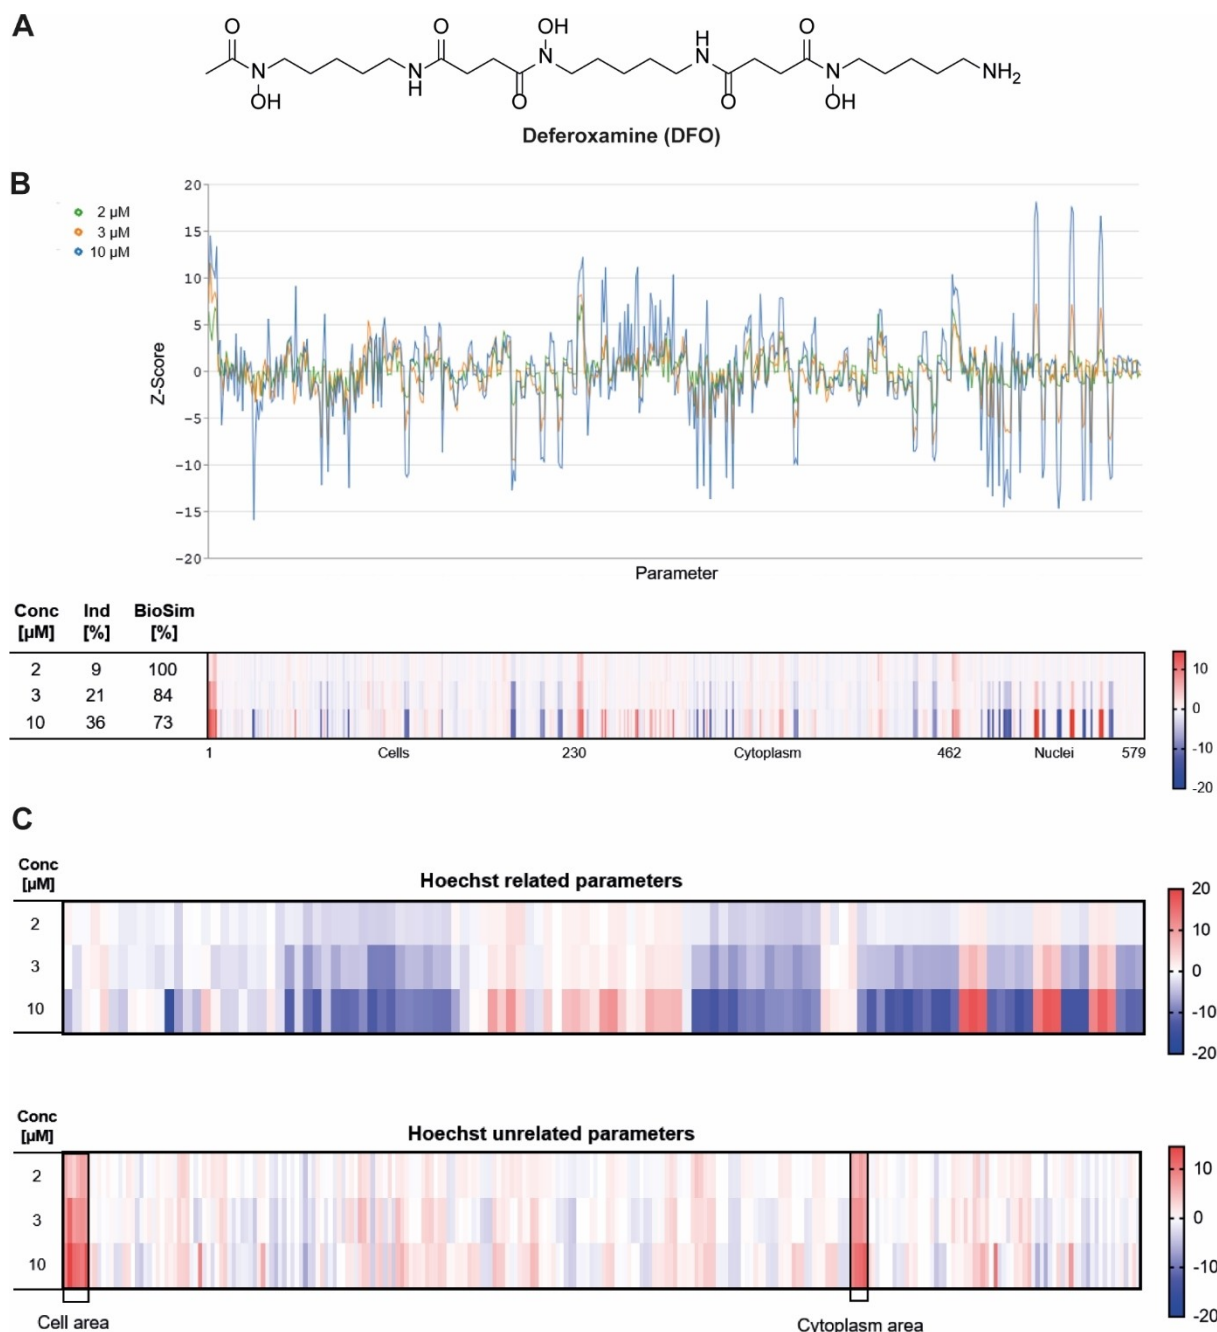 A
O
O
OH
H
O
N
N
N
N
H
N
NH2
OH
O
O
OH
Deferoxamine (DFO)
B
2 µM
3 µM
10 µM
20
15
10
5
0
−5
−10
−15
−20
Z-Score
Parameter
Conc Ind BioSim
[µM] [%] [%]
2 9 100
3 21 84
10 36 73
1 Cells 230 Cytoplasm 462 Nuclei 579
10
0
-10
-20
C
Conc
[µM]
Hoechst related parameters
2
3
10
20
10
0
-10
-20
Conc
[µM]
Hoechst unrelated parameters
2
3
10
10
0
-10
-20
Cell area
Cytoplasm area